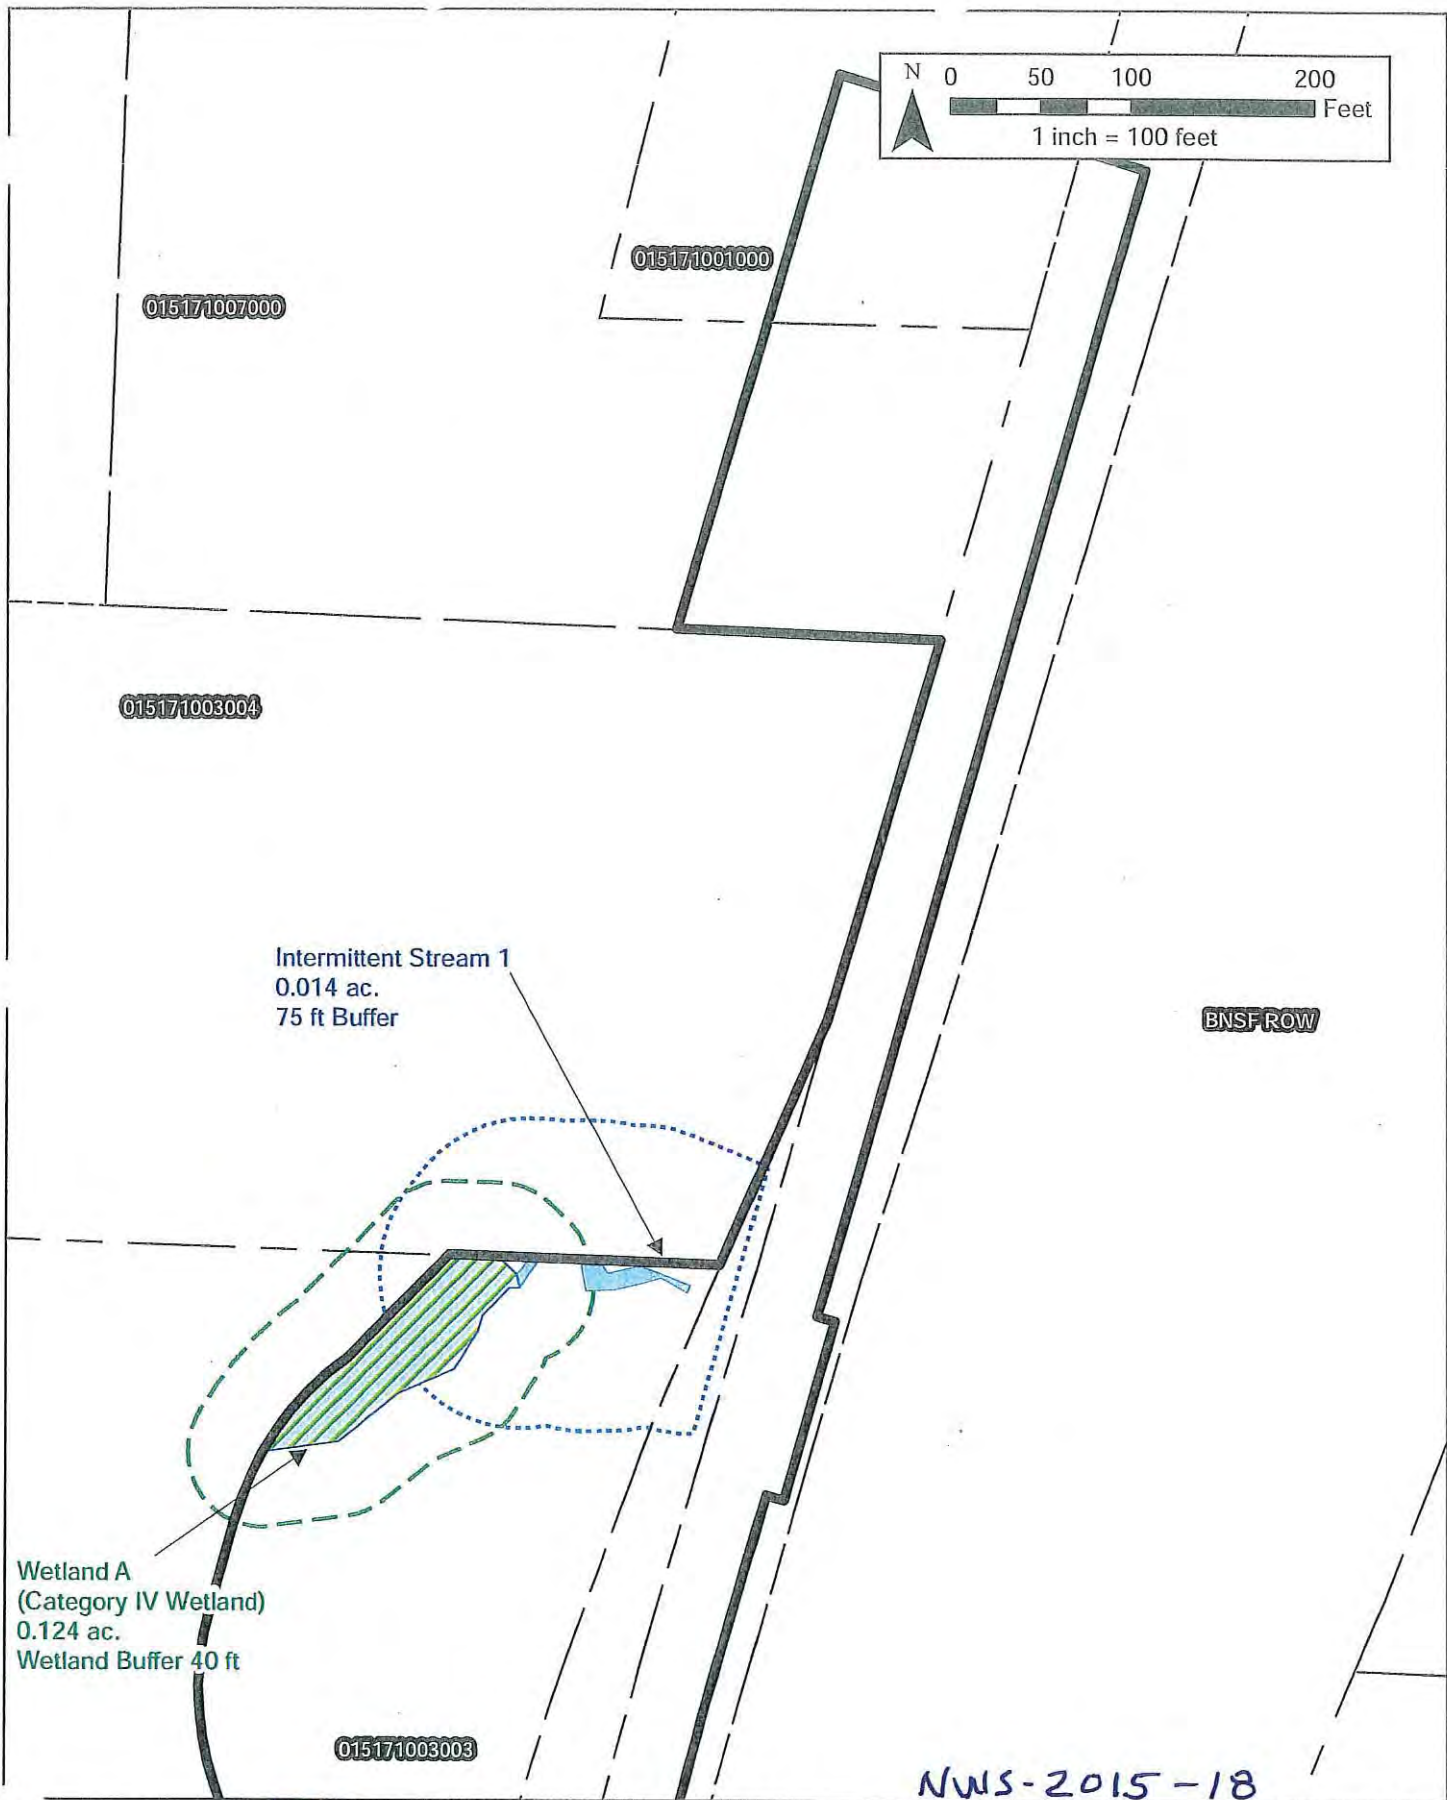 N 0 50 100 200
Feet
1 inch = 100 feet
015171001000
015171007000
015171003004
Intermittent Stream 1
0.014 ac.
75 ft Buffer
BNSF ROW
Wetland A
(Category IV Wetland)
0.124 ac.
Wetland Buffer 40 ft
015171003003
NWS-2015-18